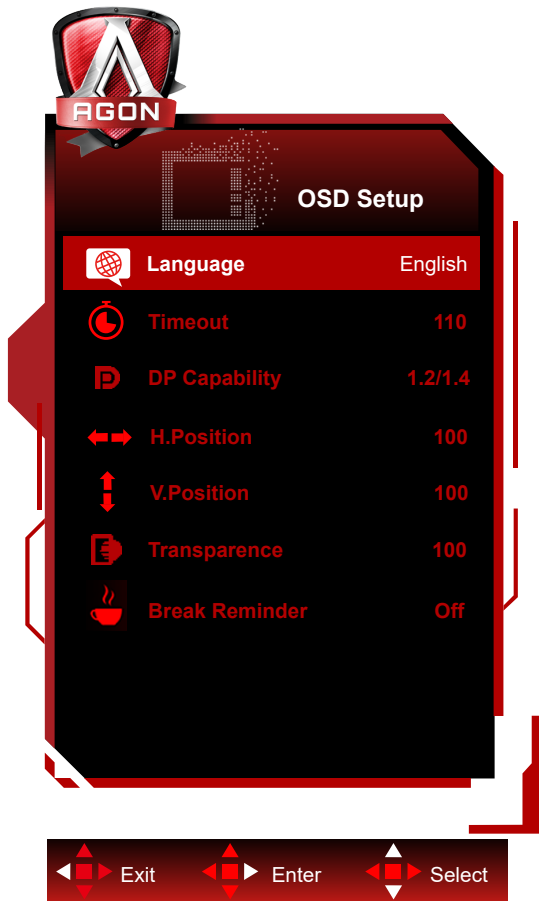 AGON
OSD Setup
Language English
Timeout 110
DP Capability 1.2/1.4
H.Position 100
V.Position 100
Transparence 100
Break Reminder Off
Exit Enter Select